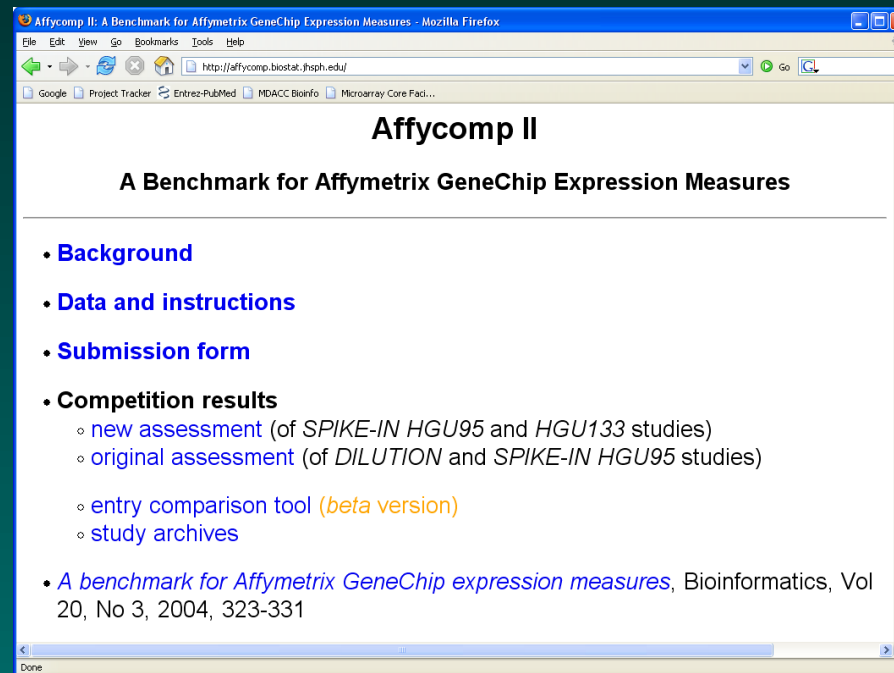 Affycomp II: A Benchmark for Affymetrix GeneChip Expression Measures - Mozilla Firefox
File Edit View Go Bookmarks Tools Help
http://affycomp.biostat.jhsph.edu/ Go G
Google Project Tracker Entrez-PubMed MDACC Bioinfo Microarray Core Faci...
Affycomp II
A Benchmark for Affymetrix GeneChip Expression Measures
Background
Data and instructions
Submission form
Competition results
new assessment (of SPIKE-IN HGU95 and HGU133 studies)
original assessment (of DILUTION and SPIKE-IN HGU95 studies)
entry comparison tool (beta version)
study archives
A benchmark for Affymetrix GeneChip expression measures, Bioinformatics, Vol
20, No 3, 2004, 323-331
Done